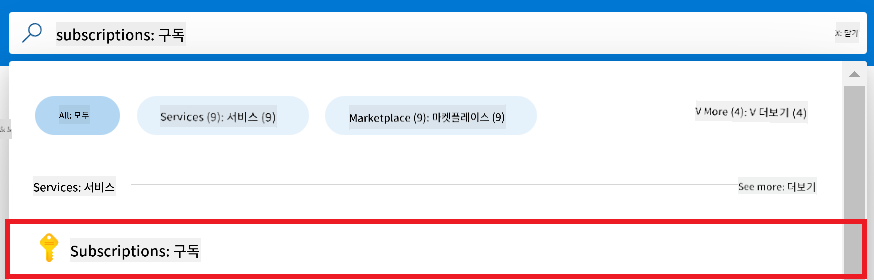 subscriptions: 구독
X: 닫기
All: 모두
Services (9): 서비스 (9)
Marketplace (9): 마켓플레이스 (9)
V More (4): V 더보기 (4)
Services: 서비스
See more: 더보기
Subscriptions: 구독